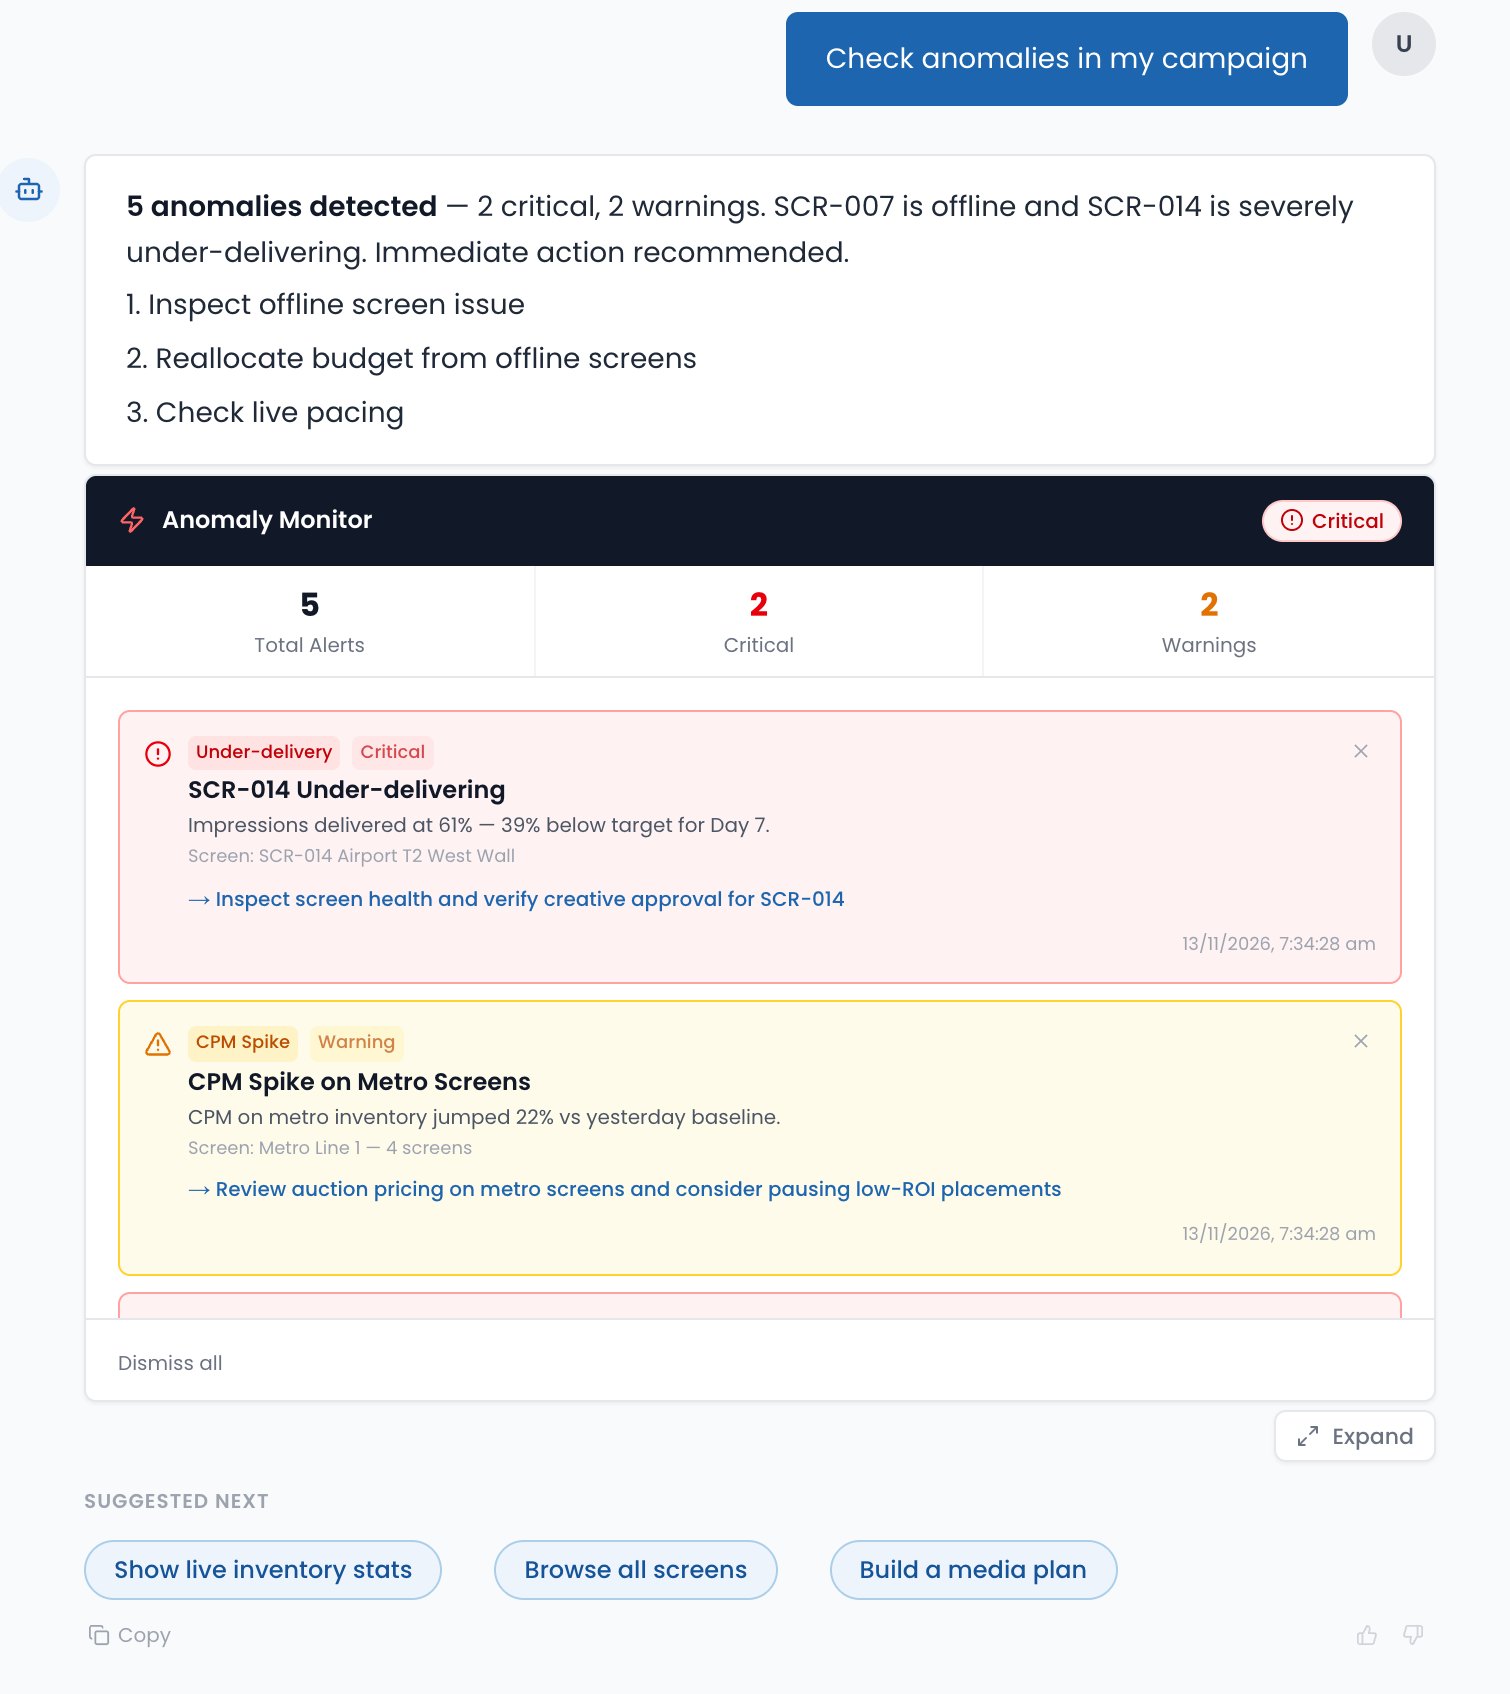 Check anomalies in my campaign
U
5 anomalies detected — 2 critical, 2 warnings. SCR-007 is offline and SCR-014 is severely
under-delivering. Immediate action recommended.
1. Inspect offline screen issue
2. Reallocate budget from offline screens
3. Check live pacing
Anomaly Monitor
Critical
5
Total Alerts
2
Critical
2
Warnings
Under-delivery Critical
SCR-014 Under-delivering
Impressions delivered at 61% — 39% below target for Day 7.
Screen: SCR-014 Airport T2 West Wall
→ Inspect screen health and verify creative approval for SCR-014
13/11/2026, 7:34:28 am
CPM Spike Warning
CPM Spike on Metro Screens
CPM on metro inventory jumped 22% vs yesterday baseline.
Screen: Metro Line 1 — 4 screens
→ Review auction pricing on metro screens and consider pausing low-ROI placements
13/11/2026, 7:34:28 am
Dismiss all
Expand
SUGGESTED NEXT
Show live inventory stats
Browse all screens
Build a media plan
Copy